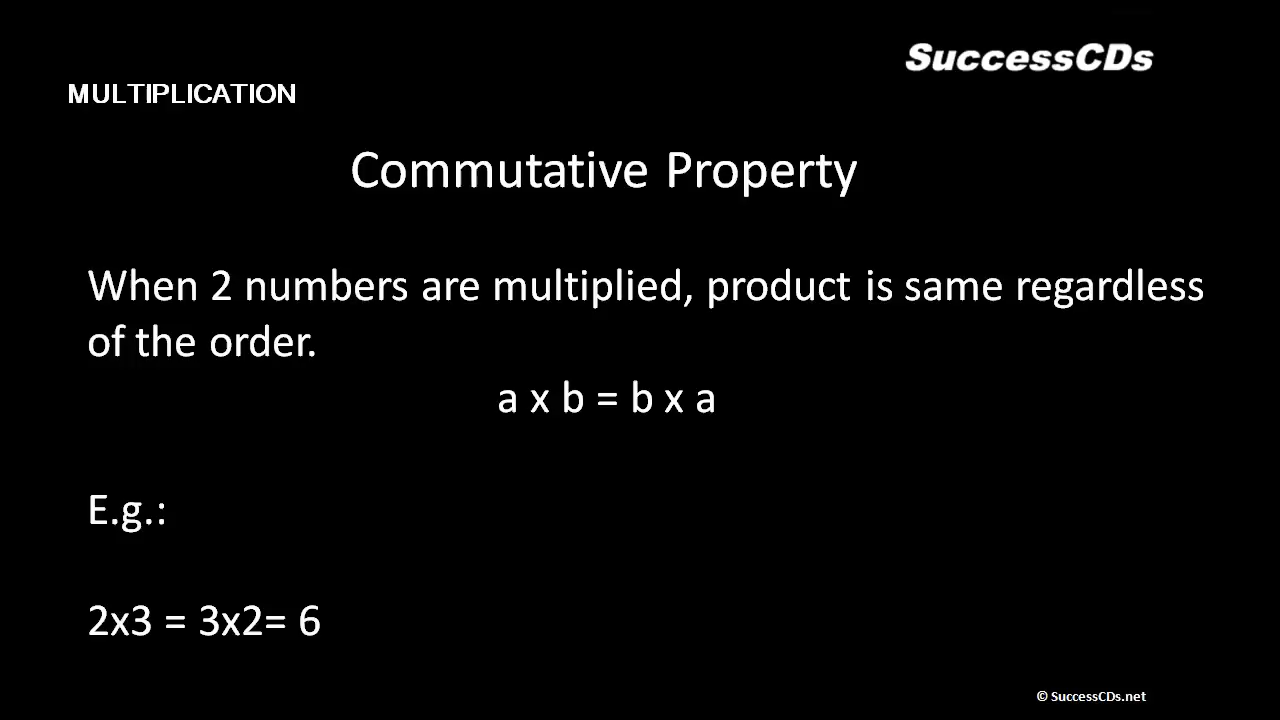 SuccessCDs
MULTIPLICATION
Commutative Property
When 2 numbers are multiplied, product is same regardless
of the order.
a x b = b x a
E.g.:
2x3 = 3x2= 6
© SuccessCDs.net